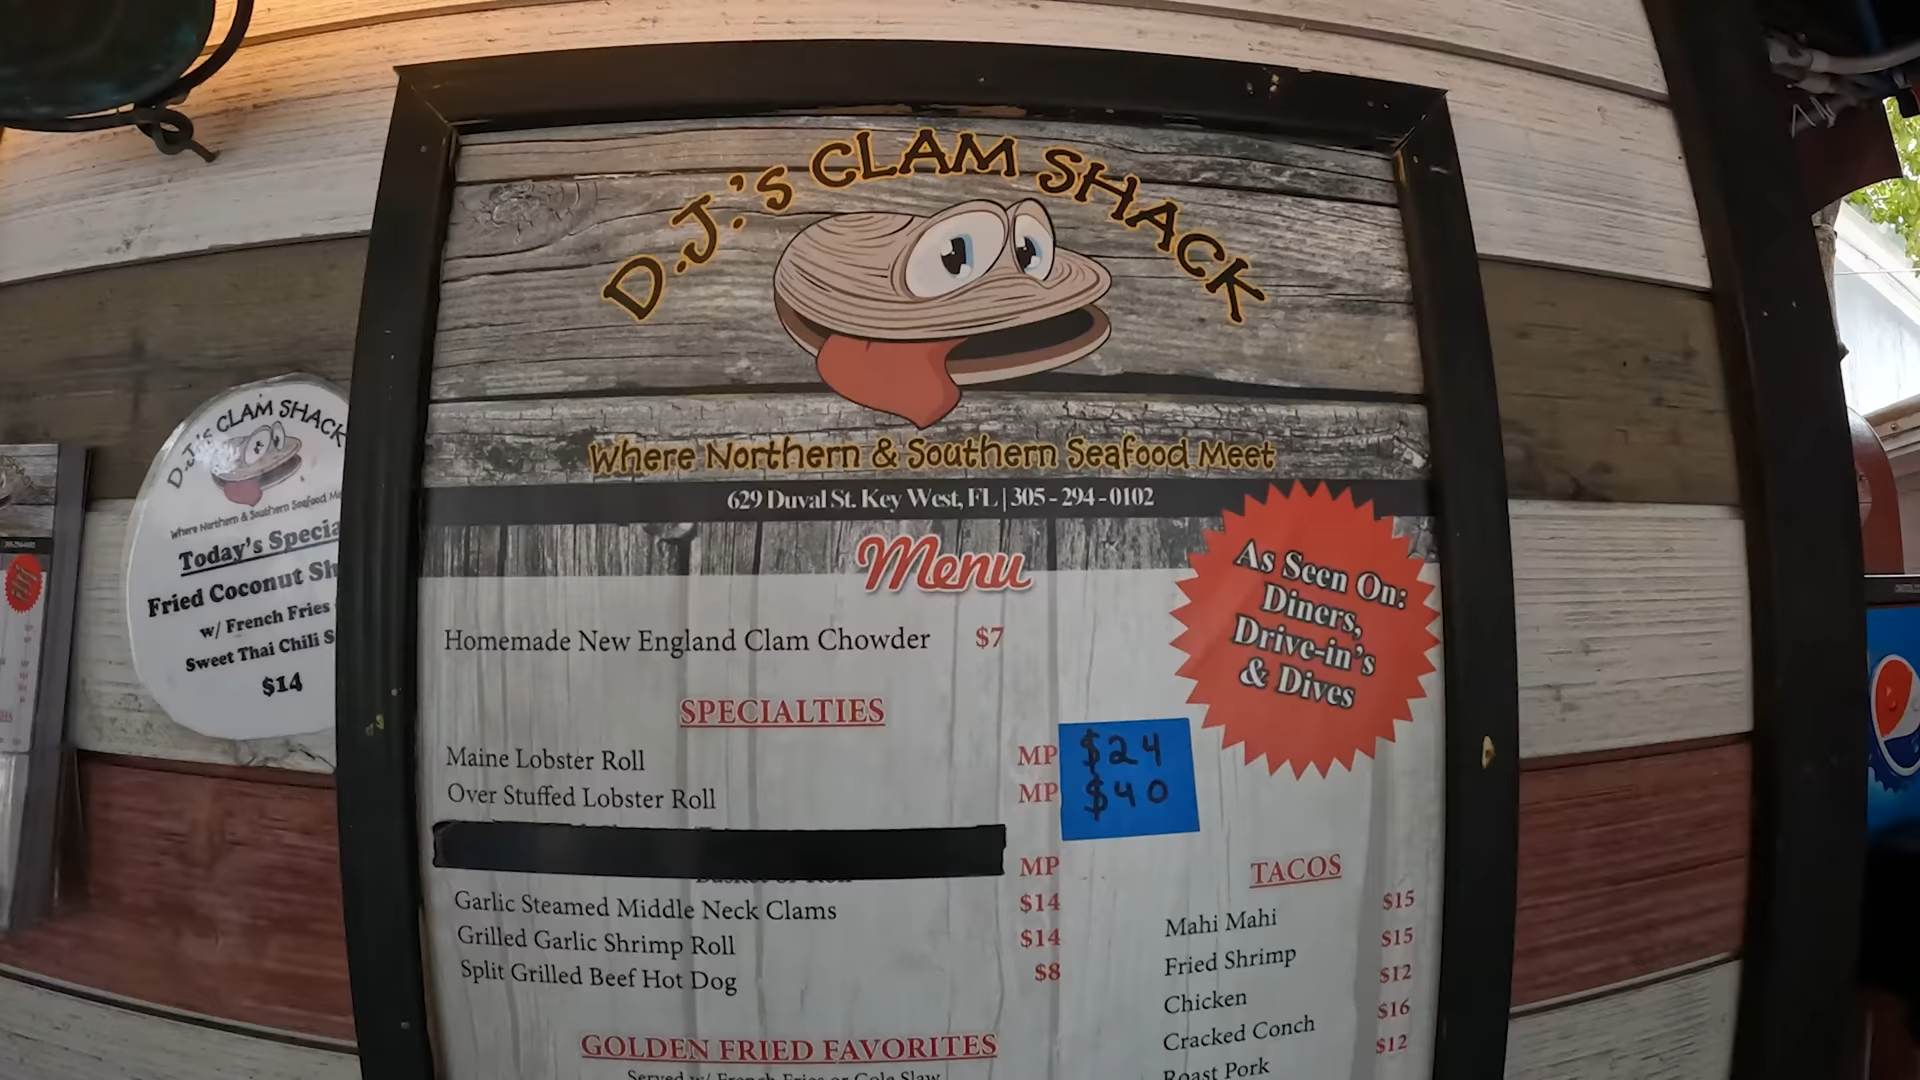 D.J.'S CLAM SHACK
Where Northern & Southern Seafood Meet
629 Duval St. Key West, FL | 305-294-0102
Menu
As Seen On:
Diners,
Drive-in's
& Dives
Homemade New England Clam Chowder $7
SPECIALTIES
Maine Lobster Roll MP $24
Over Stuffed Lobster Roll MP $40
MP
Garlic Steamed Middle Neck Clams $14
Grilled Garlic Shrimp Roll $14
Split Grilled Beef Hot Dog $8
GOLDEN FRIED FAVORITES
Served w/ French Fries or Cole Slaw
TACOS
Mahi Mahi $15
Fried Shrimp $15
Chicken $12
Cracked Conch $16
Roast Pork $12
D.J.'S CLAM SHACK
Where Northern & Southern Seafood
Today's
Fried Coconut
w/ French Fries
Sweet Thai Chili
$14